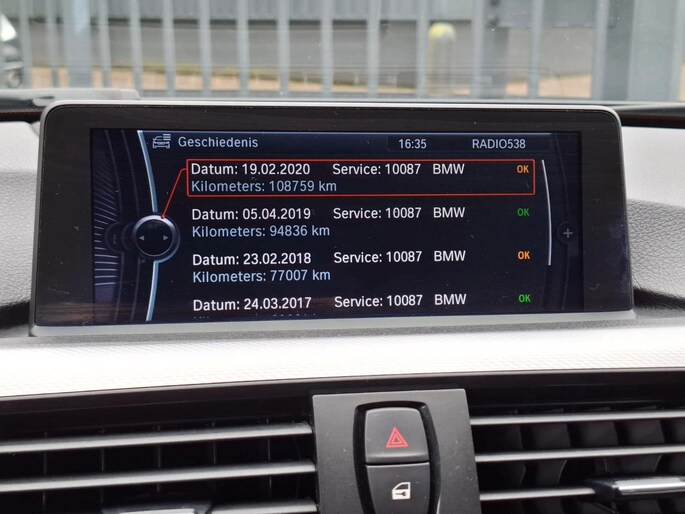 Geschiedenis 16:35 RADIO538
Datum: 19.02.2020 Service: 10087 BMW OK
Kilometers: 108759 km
Datum: 05.04.2019 Service: 10087 BMW OK
Kilometers: 94836 km
Datum: 23.02.2018 Service: 10087 BMW OK
Kilometers: 77007 km
Datum: 24.03.2017 Service: 10087 BMW OK